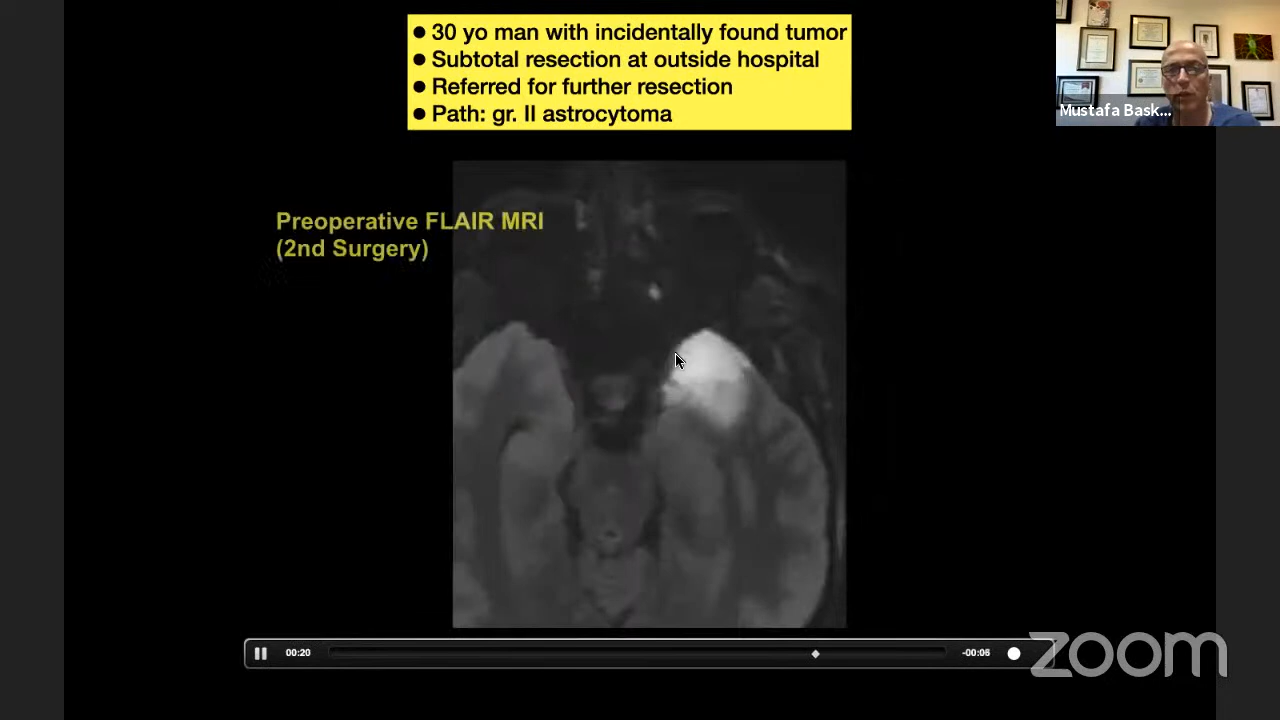 ● 30 yo man with incidentally found tumor
● Subtotal resection at outside hospital
● Referred for further resection
● Path: gr. II astrocytoma
Mustafa Bask...
Preoperative FLAIR MRI
(2nd Surgery)
00:20
-00:06
zoom